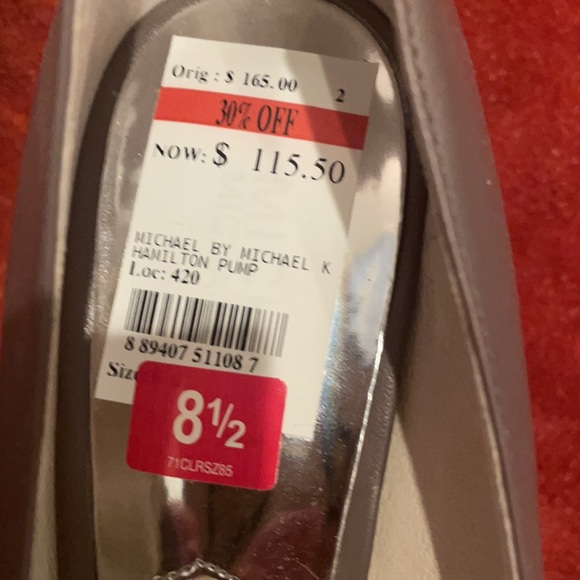 Orig : $ 165.00 2
30% OFF
NOW: $ 115.50
MICHAEL BY MICHAEL K
HAMILTON PUMP
Loc: 420
8 89407 51108 7
Size
8½
71CLRSZ85